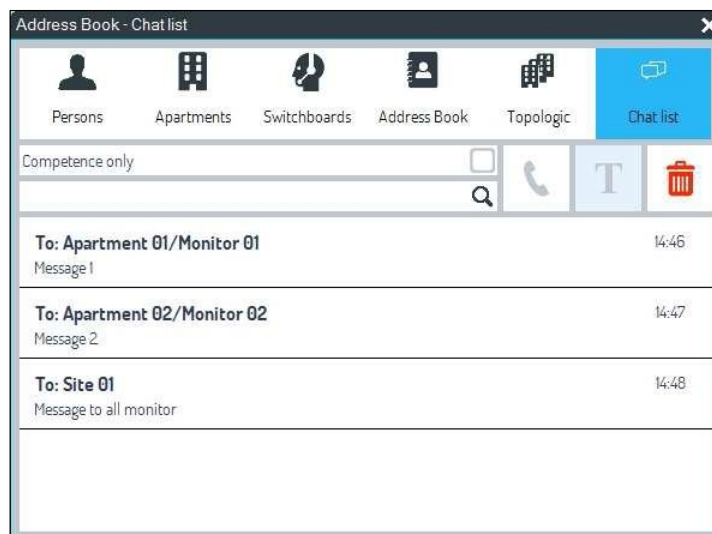 Address Book - Chat list
Persons Apartments Switchboards Address Book Topologic Chat list
Competence only
T
To: Apartment 01/Monitor 01 14:46
Message 1
To: Apartment 02/Monitor 02 14:47
Message 2
To: Site 01 14:48
Message to all monitor